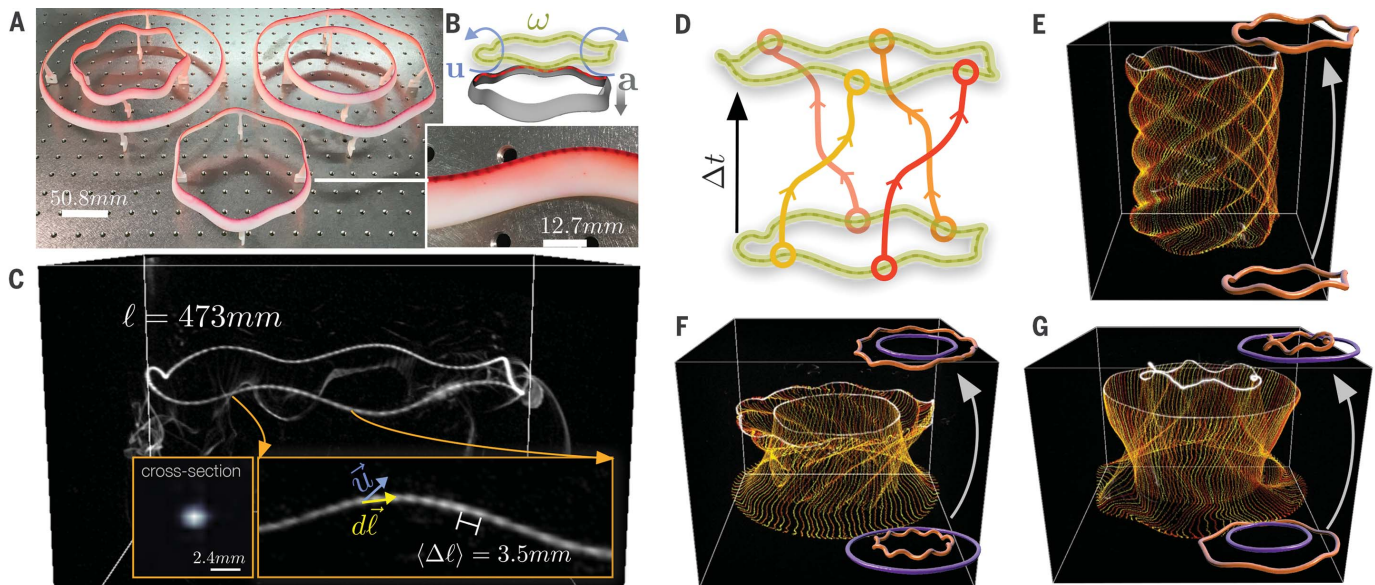 A
50.8mm
B
ω
u
a
12.7mm
C
ℓ = 473mm
cross-section
2.4mm
u⃗
dℓ⃗
⟨Δℓ⟩ = 3.5mm
D
Δt
E
F
G